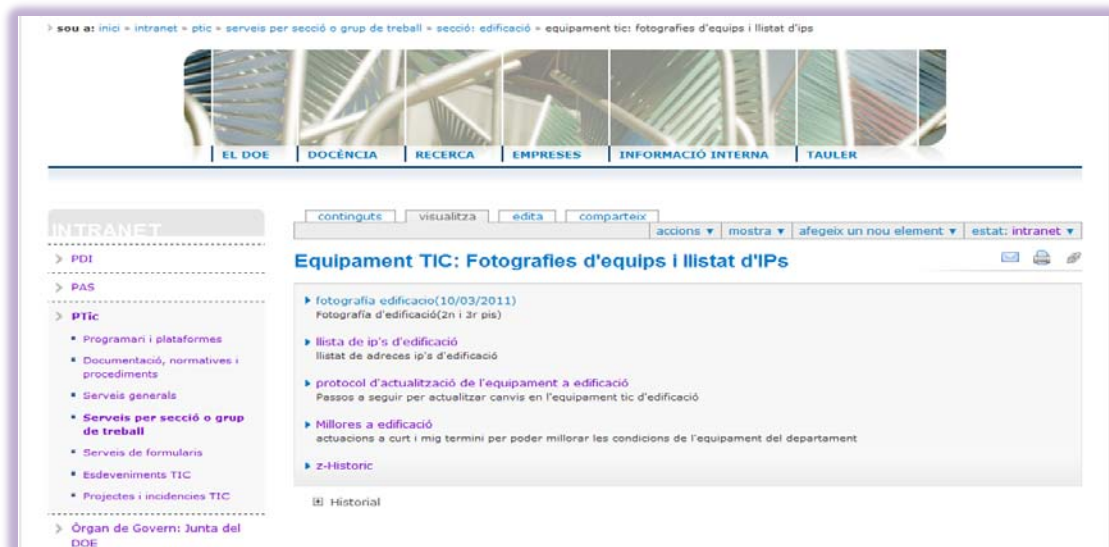 sou a: inici » intranet » ptic » serveis per secció o grup de treball » secció: edificació » equipament tic: fotografies d'equips i llistat d'ips
EL DOE
DOCÈNCIA
RECERCA
EMPRESES
INFORMACIÓ INTERNA
TAULER
INTRANET
PDI
PAS
PTic
Programari i plataformes
Documentació, normatives i
procediments
Serveis generals
Serveis per secció o grup
de treball
Serveis de formularis
Esdeveniments TIC
Projectes i incidencies TIC
Òrgan de Govern: Junta del
DOE
continguts
visualitza
edita
comparteix
accions
mostra
afegeix un nou element
estat: intranet
Equipament TIC: Fotografies d'equips i llistat d'IPs
fotografia edificacio(10/03/2011)
Fotografía d'edificació(2n i 3r pis)
llista de ip's d'edificació
llistat de adreces ip's d'edificació
protocol d'actualització de l'equipament a edificació
Passos a seguir per actualitzar canvis en l'equipament tic d'edificació
Millores a edificació
actuacions a curt i mig termini per poder millorar les condicions de l'equipament del departament
z-Historic
Historial